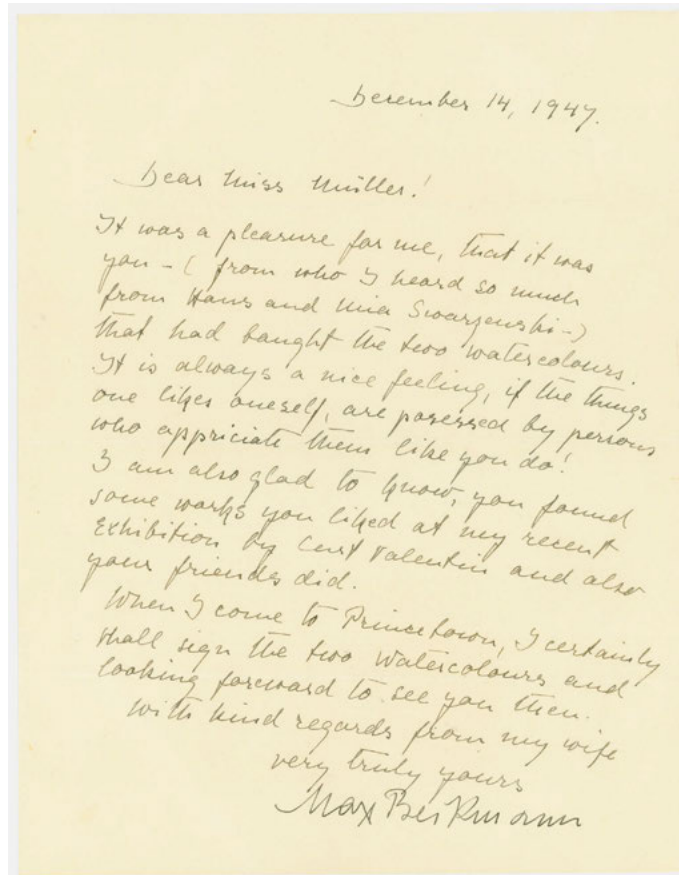 December 14, 1947.
Dear Miss Müller!
It was a pleasure for me, that it was
you – ( from who I heard so much
from Hans and Mia Swarzenski –)
that had baught the two watercolours.
It is always a nice feeling, if the things
one likes oneself, are posessed by persons
who appriciate them like you do!
I am also glad to know, you found
some works you liked at my recent
Exhibition by Curt Valentin and also
your friendes did.
When I come to Princetown, I certainly
shall sign the two Watercolours and
looking forward to see you then.
with kind regards from my wife
very truly yours
Max Beckmann